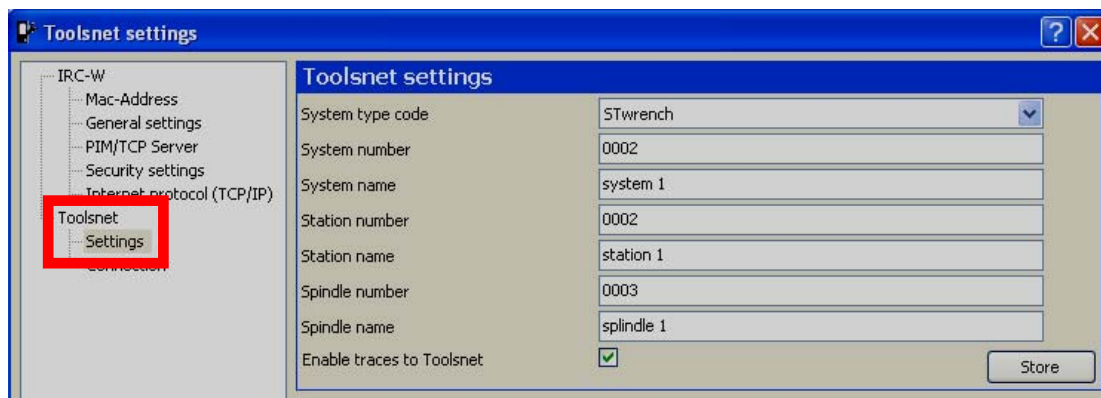 Toolsnet settings
IRC-W
Mac-Address
General settings
PIM/TCP Server
Security settings
Internet protocol (TCP/IP)
Toolsnet
Settings
Connection
Toolsnet settings
System type code STwrench
System number 0002
System name system 1
Station number 0002
Station name station 1
Spindle number 0003
Spindle name splindle 1
Enable traces to Toolsnet
Store